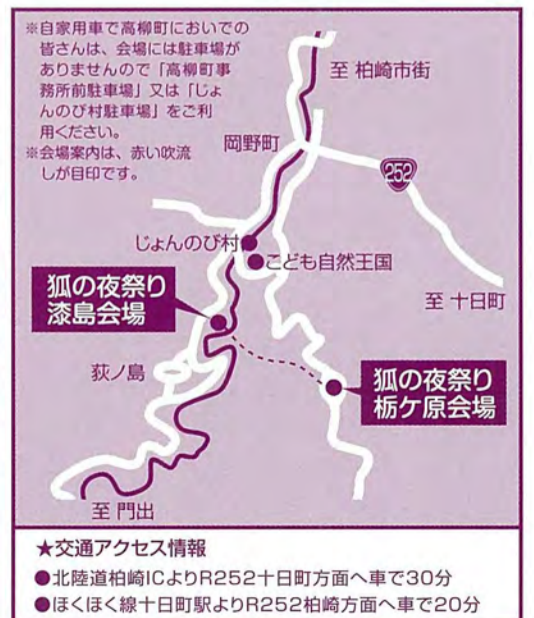 ※自家用車で高柳町においでの
皆さんは、会場には駐車場が
ありませんので「高柳町事
務所前駐車場」又は「じょ
んのび村駐車場」をご利
用ください。
※会場案内は、赤い吹流
しが目印です。
至 柏崎市街
岡野町
252
じょんのび村
こども自然王国
至 十日町
狐の夜祭り
漆島会場
荻ノ島
狐の夜祭り
栃ケ原会場
至 門出
★交通アクセス情報
●北陸道柏崎ICよりR252十日町方面へ車で30分
●ほくほく線十日町駅よりR252柏崎方面へ車で20分